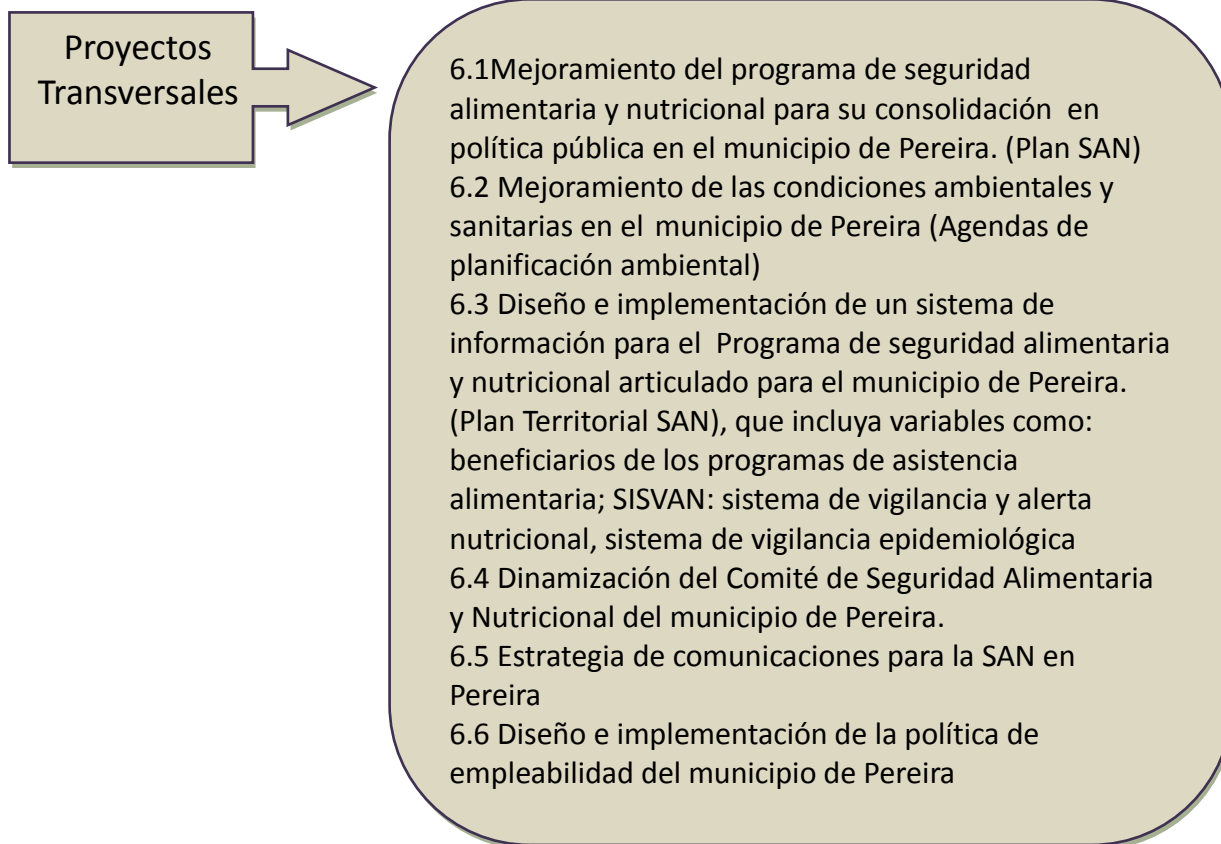 Proyectos
Transversales
6.1Mejoramiento del programa de seguridad
alimentaria y nutricional para su consolidación en
política pública en el municipio de Pereira. (Plan SAN)
6.2 Mejoramiento de las condiciones ambientales y
sanitarias en el municipio de Pereira (Agendas de
planificación ambiental)
6.3 Diseño e implementación de un sistema de
información para el Programa de seguridad alimentaria
y nutricional articulado para el municipio de Pereira.
(Plan Territorial SAN), que incluya variables como:
beneficiarios de los programas de asistencia
alimentaria; SISVAN: sistema de vigilancia y alerta
nutricional, sistema de vigilancia epidemiológica
6.4 Dinamización del Comité de Seguridad Alimentaria
y Nutricional del municipio de Pereira.
6.5 Estrategia de comunicaciones para la SAN en
Pereira
6.6 Diseño e implementación de la política de
empleabilidad del municipio de Pereira